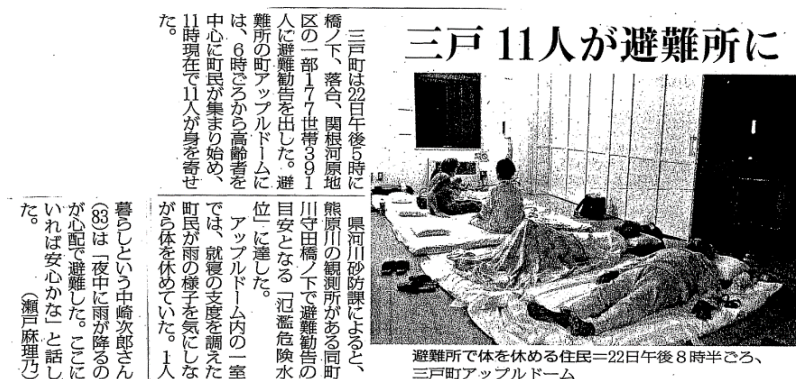 三戸 11人が避難所に
三戸町は22日午後5時に
橋ノ下、落合、関根河原地
区の一部177世帯391
人に避難勧告を出した。避
難所の町アップルドームに
は、6時ごろから高齢者を
中心に町民が集まり始め、
11時現在で11人が身を寄せ
た。
県河川砂防課によると、
熊原川の観測所がある同町
川守田橋ノ下で避難勧告の
目安となる「氾濫危険水
位」に達した。
アップルドーム内の一室
では、就寝の支度を調えた
町民が雨の様子を気にしな
がら体を休めていた。1人
暮らしという中崎次郎さん
(83)は「夜中に雨が降るの
が心配で避難した。ここに
いれば安心かな」と話し
た。
(瀬戸麻理乃)
避難所で体を休める住民＝22日午後8時半ごろ、
三戸町アップルドーム